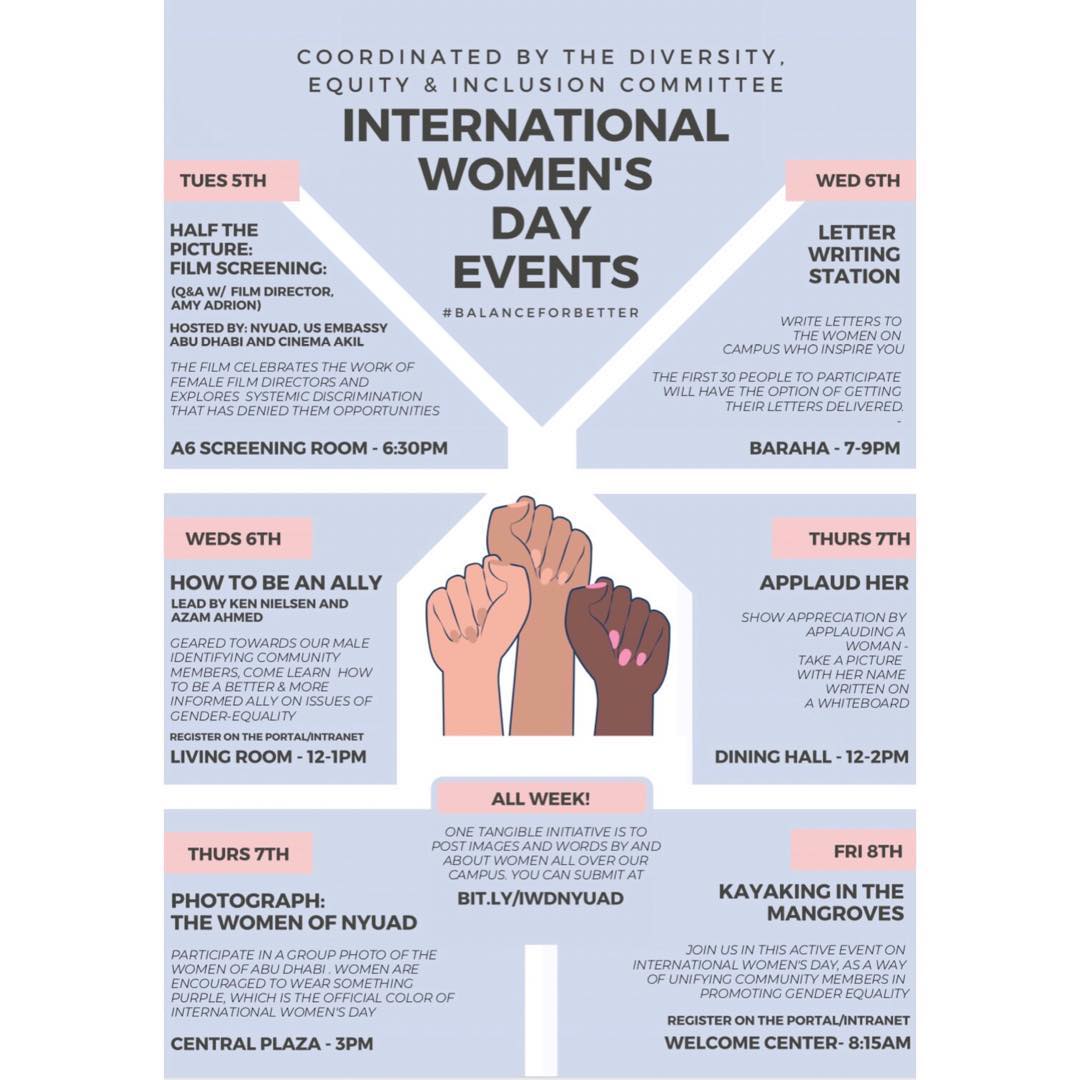 COORDINATED BY THE DIVERSITY,
EQUITY & INCLUSION COMMITTEE
INTERNATIONAL
WOMEN'S
DAY
EVENTS
#BALANCEFORBETTER
TUES 5TH
HALF THE
PICTURE:
FILM SCREENING:
(Q&A W/ FILM DIRECTOR,
AMY ADRION)
HOSTED BY: NYUAD, US EMBASSY
ABU DHABI AND CINEMA AKIL
THE FILM CELEBRATES THE WORK OF
FEMALE FILM DIRECTORS AND
EXPLORES SYSTEMIC DISCRIMINATION
THAT HAS DENIED THEM OPPORTUNITIES
A6 SCREENING ROOM - 6:30PM
WED 6TH
LETTER
WRITING
STATION
WRITE LETTERS TO
THE WOMEN ON
CAMPUS WHO INSPIRE YOU
THE FIRST 30 PEOPLE TO PARTICIPATE
WILL HAVE THE OPTION OF GETTING
THEIR LETTERS DELIVERED.
-
BARAHA - 7-9PM
WEDS 6TH
HOW TO BE AN ALLY
LEAD BY KEN NIELSEN AND
AZAM AHMED
GEARED TOWARDS OUR MALE
IDENTIFYING COMMUNITY
MEMBERS, COME LEARN HOW
TO BE A BETTER & MORE
INFORMED ALLY ON ISSUES OF
GENDER-EQUALITY
REGISTER ON THE PORTAL/INTRANET
LIVING ROOM - 12-1PM
THURS 7TH
APPLAUD HER
SHOW APPRECIATION BY
APPLAUDING A
WOMAN -
TAKE A PICTURE
WITH HER NAME
WRITTEN ON
A WHITEBOARD
DINING HALL - 12-2PM
ALL WEEK!
ONE TANGIBLE INITIATIVE IS TO
POST IMAGES AND WORDS BY AND
ABOUT WOMEN ALL OVER OUR
CAMPUS. YOU CAN SUBMIT AT
BIT.LY/IWDNYUAD
THURS 7TH
PHOTOGRAPH:
THE WOMEN OF NYUAD
PARTICIPATE IN A GROUP PHOTO OF THE
WOMEN OF ABU DHABI . WOMEN ARE
ENCOURAGED TO WEAR SOMETHING
PURPLE, WHICH IS THE OFFICIAL COLOR OF
INTERNATIONAL WOMEN'S DAY
CENTRAL PLAZA - 3PM
FRI 8TH
KAYAKING IN THE
MANGROVES
JOIN US IN THIS ACTIVE EVENT ON
INTERNATIONAL WOMEN'S DAY, AS A WAY
OF UNIFYING COMMUNITY MEMBERS IN
PROMOTING GENDER EQUALITY
REGISTER ON THE PORTAL/INTRANET
WELCOME CENTER- 8:15AM